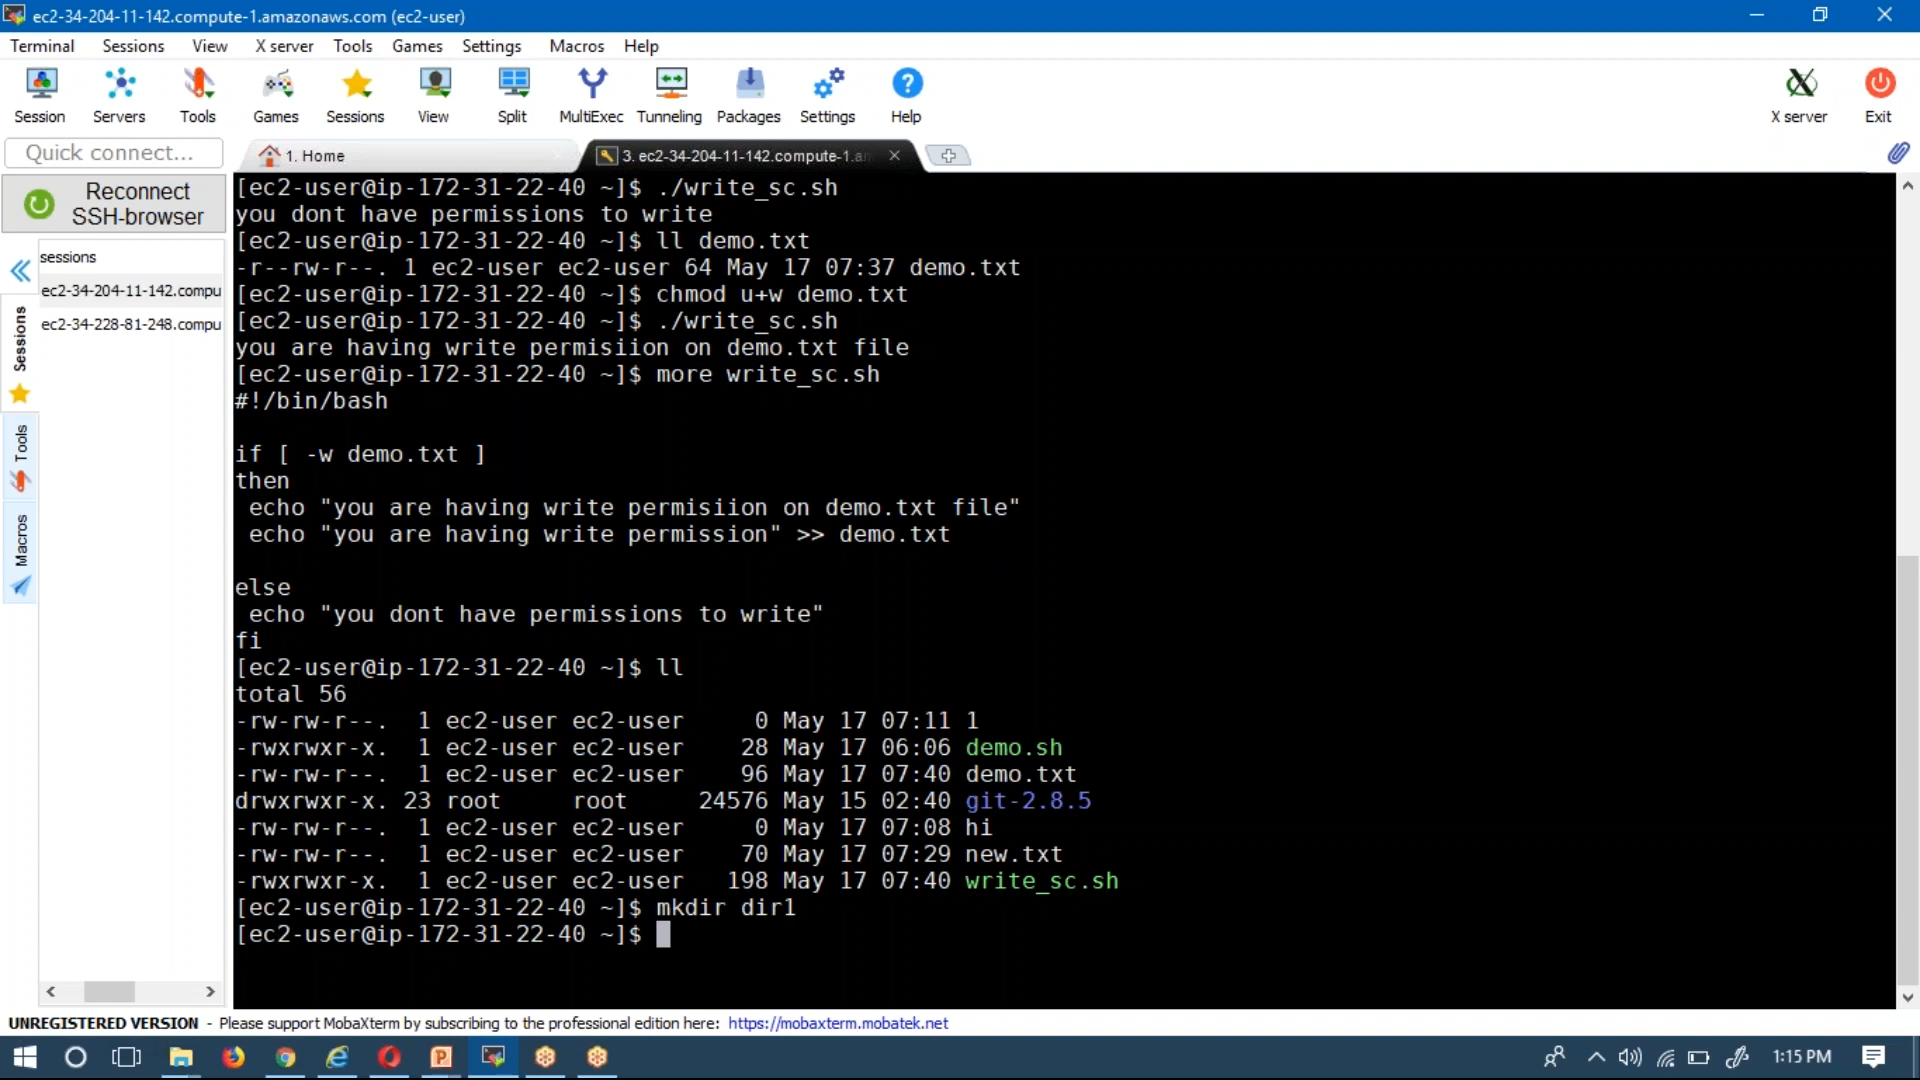 ec2-34-204-11-142.compute-1.amazonaws.com (ec2-user)
Terminal Sessions View X server Tools Games Settings Macros Help
Session Servers Tools Games Sessions View Split MultiExec Tunneling Packages Settings Help X server Exit
Quick connect...
1. Home
3. ec2-34-204-11-142.compute-1.a
Reconnect
SSH-browser
sessions
ec2-34-204-11-142.compu
ec2-34-228-81-248.compu
Sessions
Tools
Macros
[ec2-user@ip-172-31-22-40 ~]$ ./write_sc.sh
you dont have permissions to write
[ec2-user@ip-172-31-22-40 ~]$ ll demo.txt
-r--rw-r--. 1 ec2-user ec2-user 64 May 17 07:37 demo.txt
[ec2-user@ip-172-31-22-40 ~]$ chmod u+w demo.txt
[ec2-user@ip-172-31-22-40 ~]$ ./write_sc.sh
you are having write permisiion on demo.txt file
[ec2-user@ip-172-31-22-40 ~]$ more write_sc.sh
#!/bin/bash
if [ -w demo.txt ]
then
echo "you are having write permisiion on demo.txt file"
echo "you are having write permission" >> demo.txt
else
echo "you dont have permissions to write"
fi
[ec2-user@ip-172-31-22-40 ~]$ ll
total 56
-rw-rw-r--. 1 ec2-user ec2-user 0 May 17 07:11 1
-rwxrwxr-x. 1 ec2-user ec2-user 28 May 17 06:06 demo.sh
-rw-rw-r--. 1 ec2-user ec2-user 96 May 17 07:40 demo.txt
drwxrwxr-x. 23 root root 24576 May 15 02:40 git-2.8.5
-rw-rw-r--. 1 ec2-user ec2-user 0 May 17 07:08 hi
-rw-rw-r--. 1 ec2-user ec2-user 70 May 17 07:29 new.txt
-rwxrwxr-x. 1 ec2-user ec2-user 198 May 17 07:40 write_sc.sh
[ec2-user@ip-172-31-22-40 ~]$ mkdir dir1
[ec2-user@ip-172-31-22-40 ~]$
UNREGISTERED VERSION - Please support MobaXterm by subscribing to the professional edition here: https://mobaxterm.mobatek.net
1:15 PM